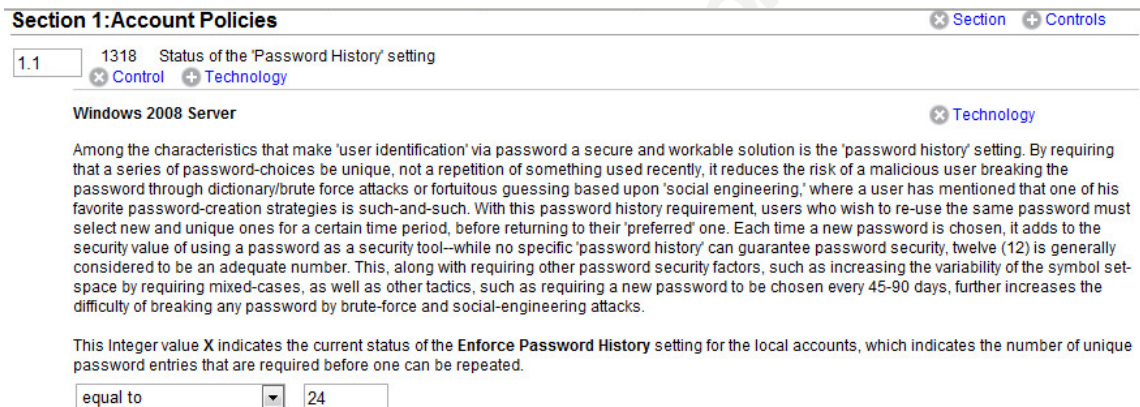 Section 1:Account Policies Section Controls
1.1 1318 Status of the 'Password History' setting
Control Technology
Windows 2008 Server Technology
Among the characteristics that make 'user identification' via password a secure and workable solution is the 'password history' setting. By requiring
that a series of password-choices be unique, not a repetition of something used recently, it reduces the risk of a malicious user breaking the
password through dictionary/brute force attacks or fortuitous guessing based upon 'social engineering,' where a user has mentioned that one of his
favorite password-creation strategies is such-and-such. With this password history requirement, users who wish to re-use the same password must
select new and unique ones for a certain time period, before returning to their 'preferred' one. Each time a new password is chosen, it adds to the
security value of using a password as a security tool--while no specific 'password history' can guarantee password security, twelve (12) is generally
considered to be an adequate number. This, along with requiring other password security factors, such as increasing the variability of the symbol set-
space by requiring mixed-cases, as well as other tactics, such as requiring a new password to be chosen every 45-90 days, further increases the
difficulty of breaking any password by brute-force and social-engineering attacks.
This Integer value X indicates the current status of the Enforce Password History setting for the local accounts, which indicates the number of unique
password entries that are required before one can be repeated.
equal to 24